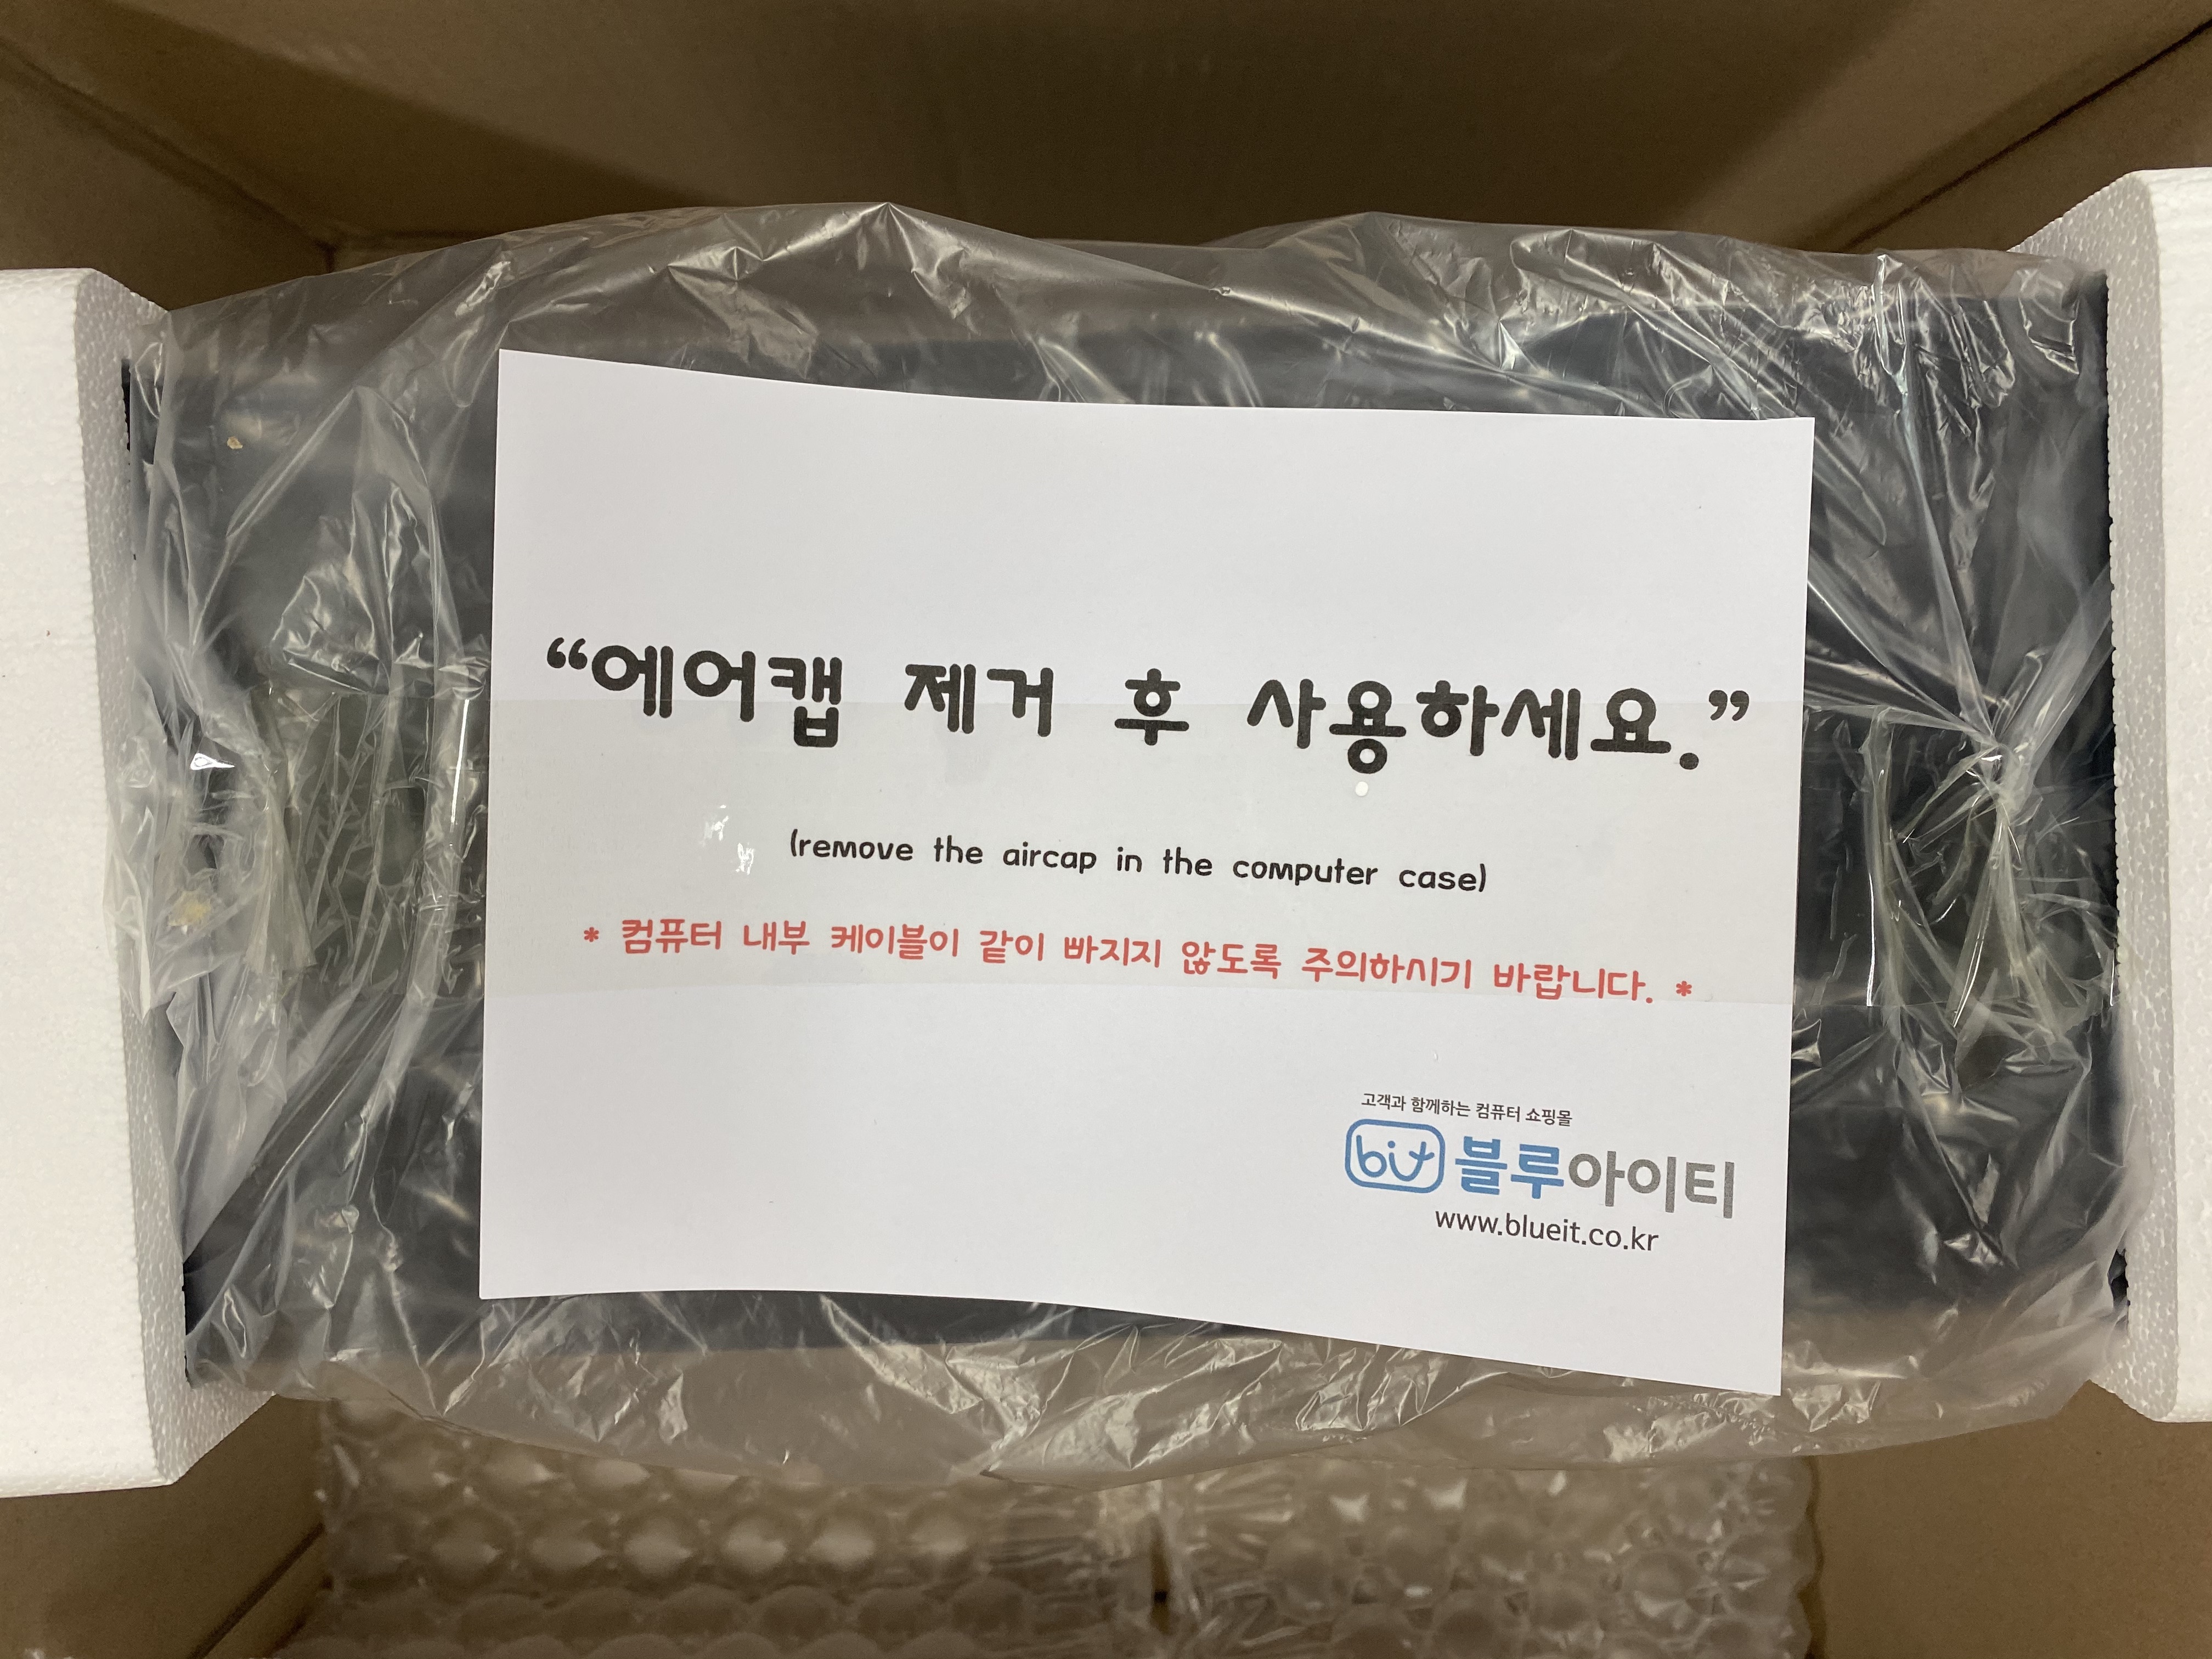 “에어캡 제거 후 사용하세요.”
(remove the aircap in the computer case)
* 컴퓨터 내부 케이블이 같이 빠지지 않도록 주의하시기 바랍니다. *
고객과 함께하는 컴퓨터 쇼핑몰
bit 블루아이티
www.blueit.co.kr